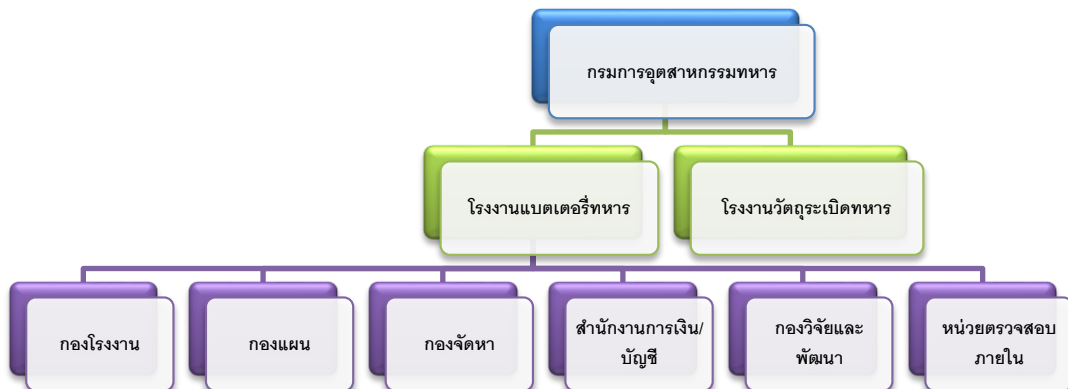 กรมการอุตสาหกรรมทหาร
โรงงานแบตเตอรี่ทหาร
โรงงานวัตถุระเบิดทหาร
กองโรงงาน
กองแผน
กองจัดหา
สำนักงานการเงิน/
บัญชี
กองวิจัยและ
พัฒนา
หน่วยตรวจสอบ
ภายใน